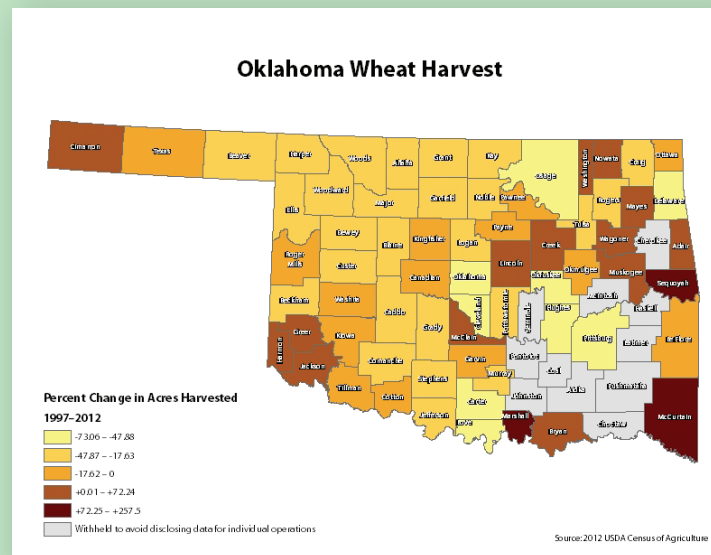 Oklahoma Wheat Harvest
Cimarron
Texas
Beaver
Harper
Woods
Alfalfa
Grant
Kay
Osage
Washington
Nowata
Craig
Ottawa
Woodward
Major
Garfield
Noble
Pawnee
Rogers
Mayes
Delaware
Ellis
Dewey
Blaine
Kingfisher
Logan
Payne
Tulsa
Creek
Wagoner
Cherokee
Adair
Roger
Mills
Custer
Canadian
Oklahoma
Lincoln
Okfuskee
Okmulgee
Muskogee
Sequoyah
Beckham
Washita
Caddo
Grady
Cleveland
Pottawatomie
Seminole
Hughes
McIntosh
Haskell
Pittsburg
Latimer
Le Flore
Greer
Harmon
Jackson
Kiowa
Comanche
McClain
Garvin
Pontotoc
Coal
Pushmataha
Tillman
Cotton
Stephens
Murray
Johnston
Atoka
McCurtain
Jefferson
Carter
Love
Marshall
Bryan
Choctaw
Percent Change in Acres Harvested
1997–2012
-73.06 – -47.88
-47.87 – -17.63
-17.62 – 0
+0.01 – +72.24
+72.25 – +257.5
Withheld to avoid disclosing data for individual operations
Source: 2012 USDA Census of Agriculture